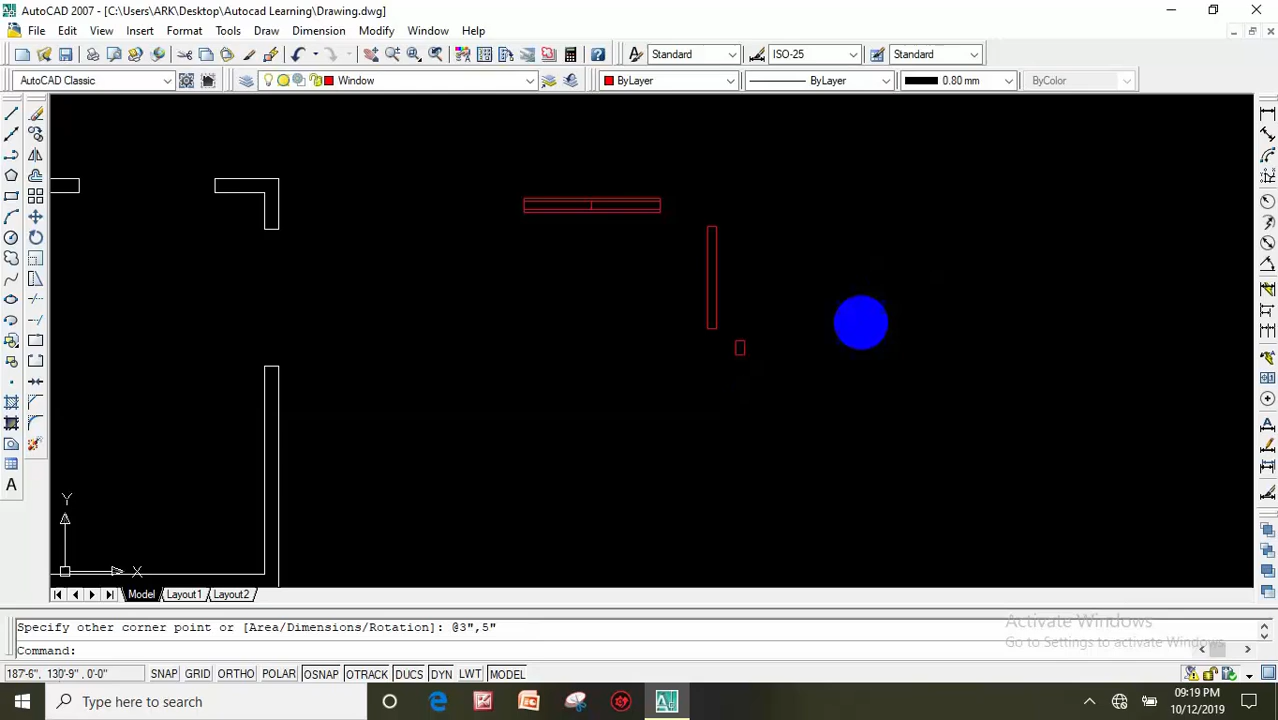 AutoCAD 2007 - [C:\Users\ARK\Desktop\Autocad Learning\Drawing.dwg]
File Edit View Insert Format Tools Draw Dimension Modify Window Help
Standard ISO-25 Standard
AutoCAD Classic Window ByLayer ByLayer 0.80 mm ByColor
A
Y
X
Model Layout1 Layout2
Specify other corner point or [Area/Dimensions/Rotation]: @3",5"
Command:
Activate Windows
Go to Settings to activate Windows.
187'-6", 130'-9", 0'-0" SNAP GRID ORTHO POLAR OSNAP OTRACK DUCS DYN LWT MODEL
Type here to search
09:19 PM
10/12/2019